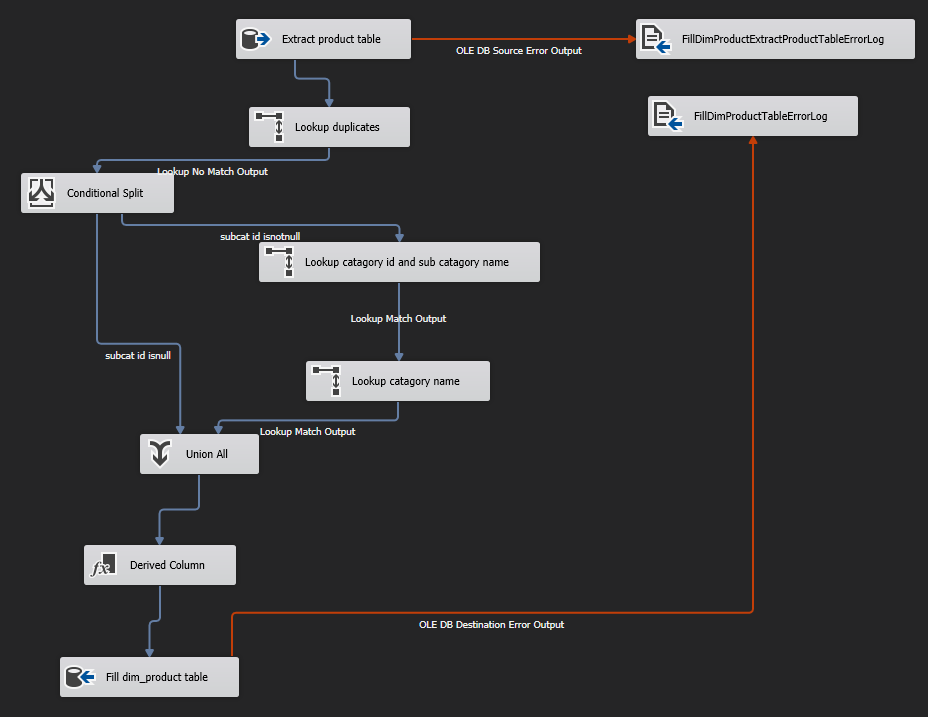 Extract product table
OLE DB Source Error Output
FillDimProductExtractProductTableErrorLog
FillDimProductTableErrorLog
Lookup duplicates
Lookup No Match Output
Conditional Split
subcat id isnotnull
Lookup catagory id and sub catagory name
Lookup Match Output
subcat id isnull
Lookup catagory name
Lookup Match Output
Union All
fx
Derived Column
OLE DB Destination Error Output
Fill dim_product table